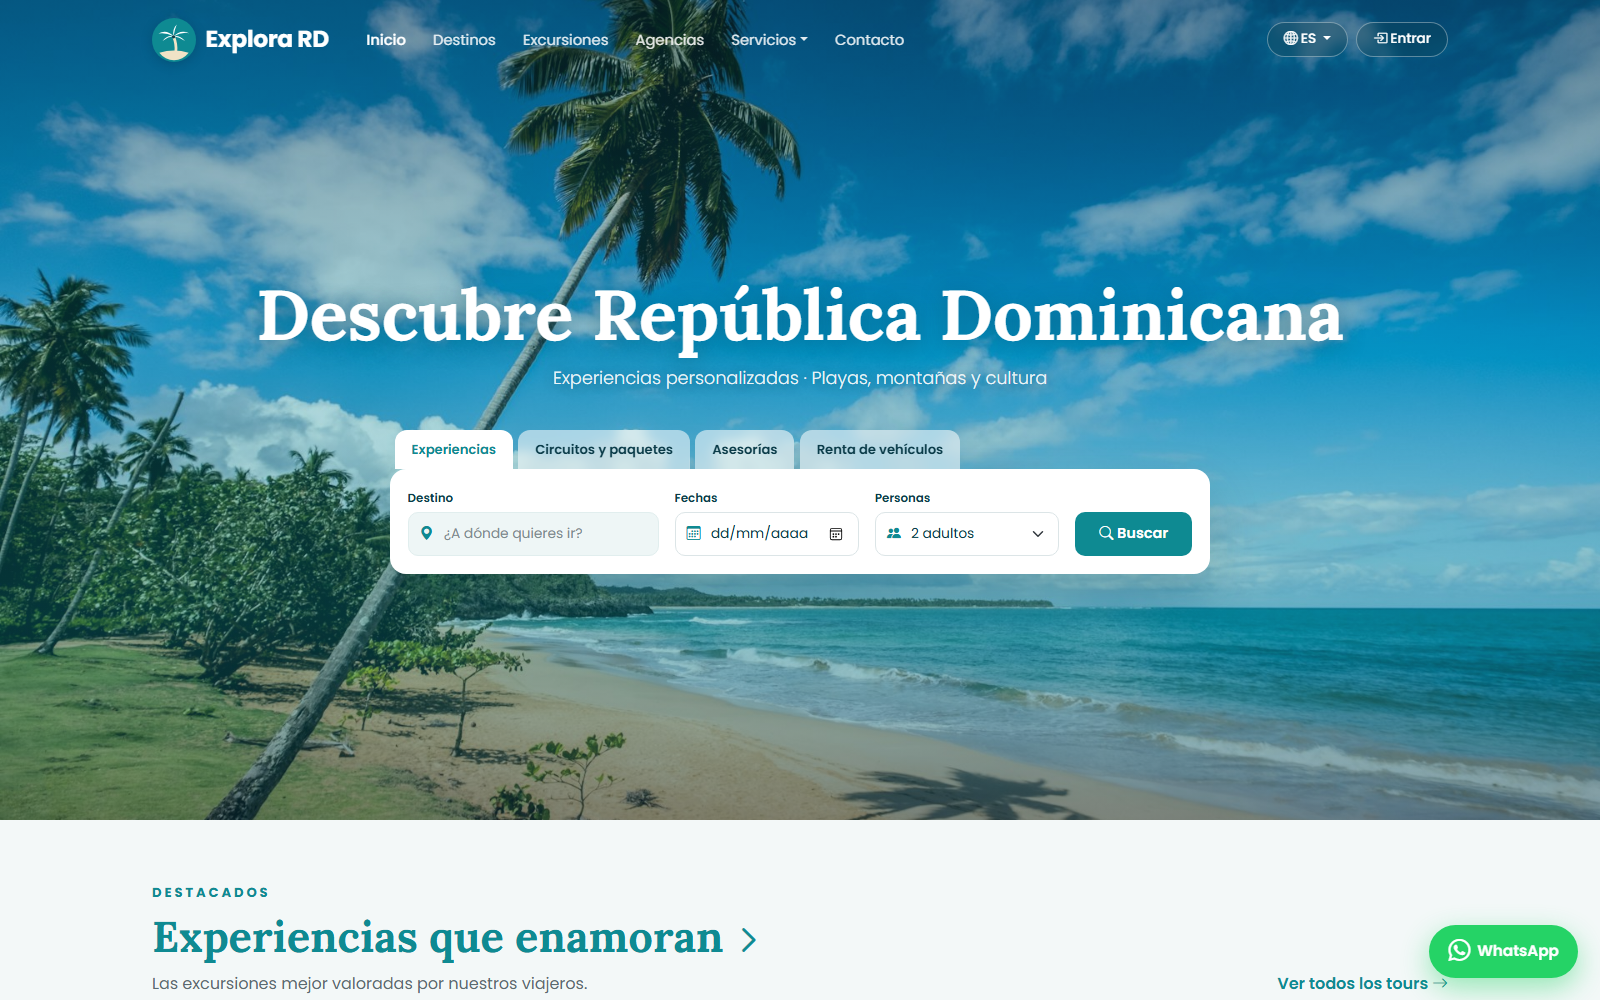 Explora RD
Inicio
Destinos
Excursiones
Agencias
Servicios
Contacto
ES
Entrar
Descubre República Dominicana
Experiencias personalizadas · Playas, montañas y cultura
Experiencias
Circuitos y paquetes
Asesorías
Renta de vehículos
Destino
Fechas
Personas
¿A dónde quieres ir?
dd/mm/aaaa
2 adultos
Buscar
DESTACADOS
Experiencias que enamoran
Las excursiones mejor valoradas por nuestros viajeros.
Ver todos los tours →
WhatsApp